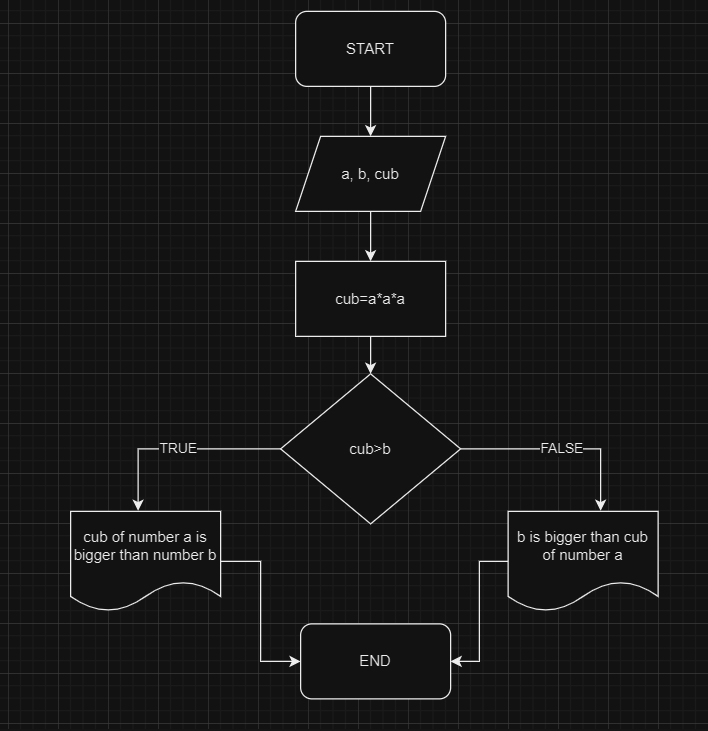 START
a, b, cub
cub=a*a*a
cub>b
TRUE
FALSE
cub of number a is
bigger than number b
b is bigger than cub
of number a
END